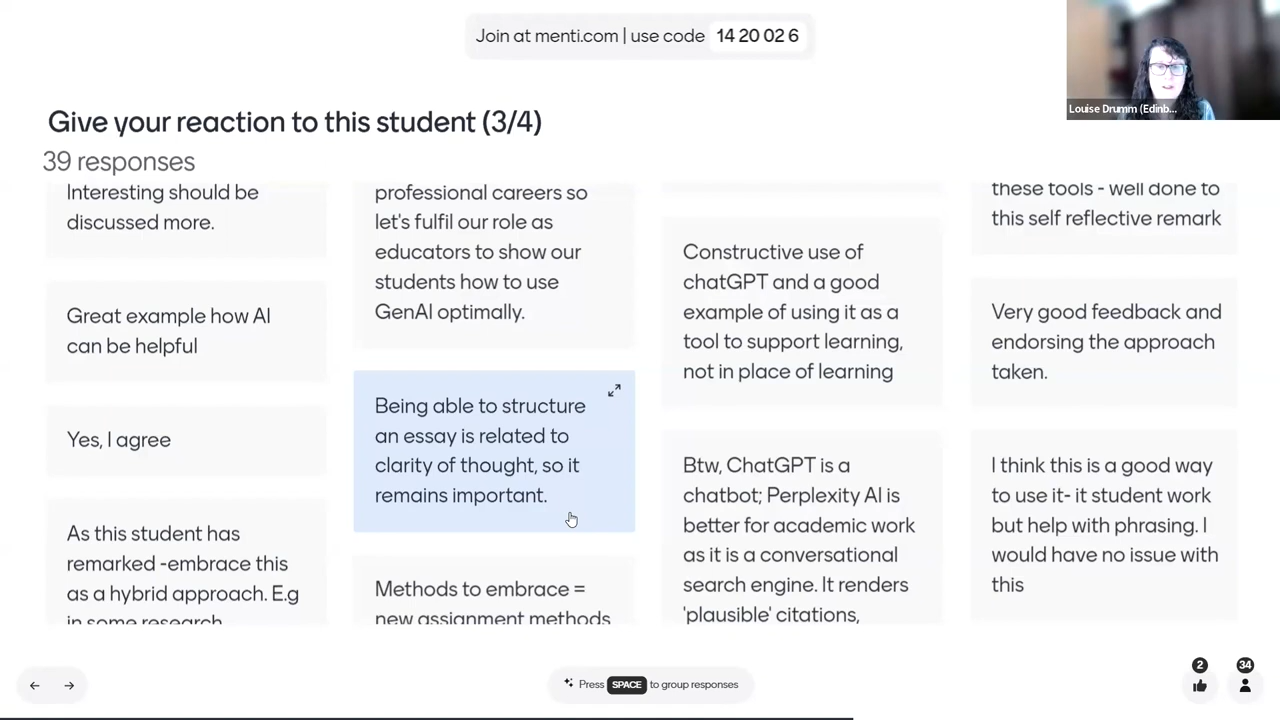 Join at menti.com | use code 14 20 02 6
Louise Drumm (Edinb...
Give your reaction to this student (3/4)
39 responses
Interesting should be
discussed more.
Great example how AI
can be helpful
Yes, I agree
As this student has
remarked -embrace this
as a hybrid approach. E.g
in some research
professional careers so
let's fulfil our role as
educators to show our
students how to use
GenAI optimally.
Being able to structure
an essay is related to
clarity of thought, so it
remains important.
Methods to embrace =
new assignment methods
Constructive use of
chatGPT and a good
example of using it as a
tool to support learning,
not in place of learning
Btw, ChatGPT is a
chatbot; Perplexity AI is
better for academic work
as it is a conversational
search engine. It renders
'plausible' citations,
these tools - well done to
this self reflective remark
Very good feedback and
endorsing the approach
taken.
I think this is a good way
to use it- it student work
but help with phrasing. I
would have no issue with
this
Press SPACE to group responses
2
34